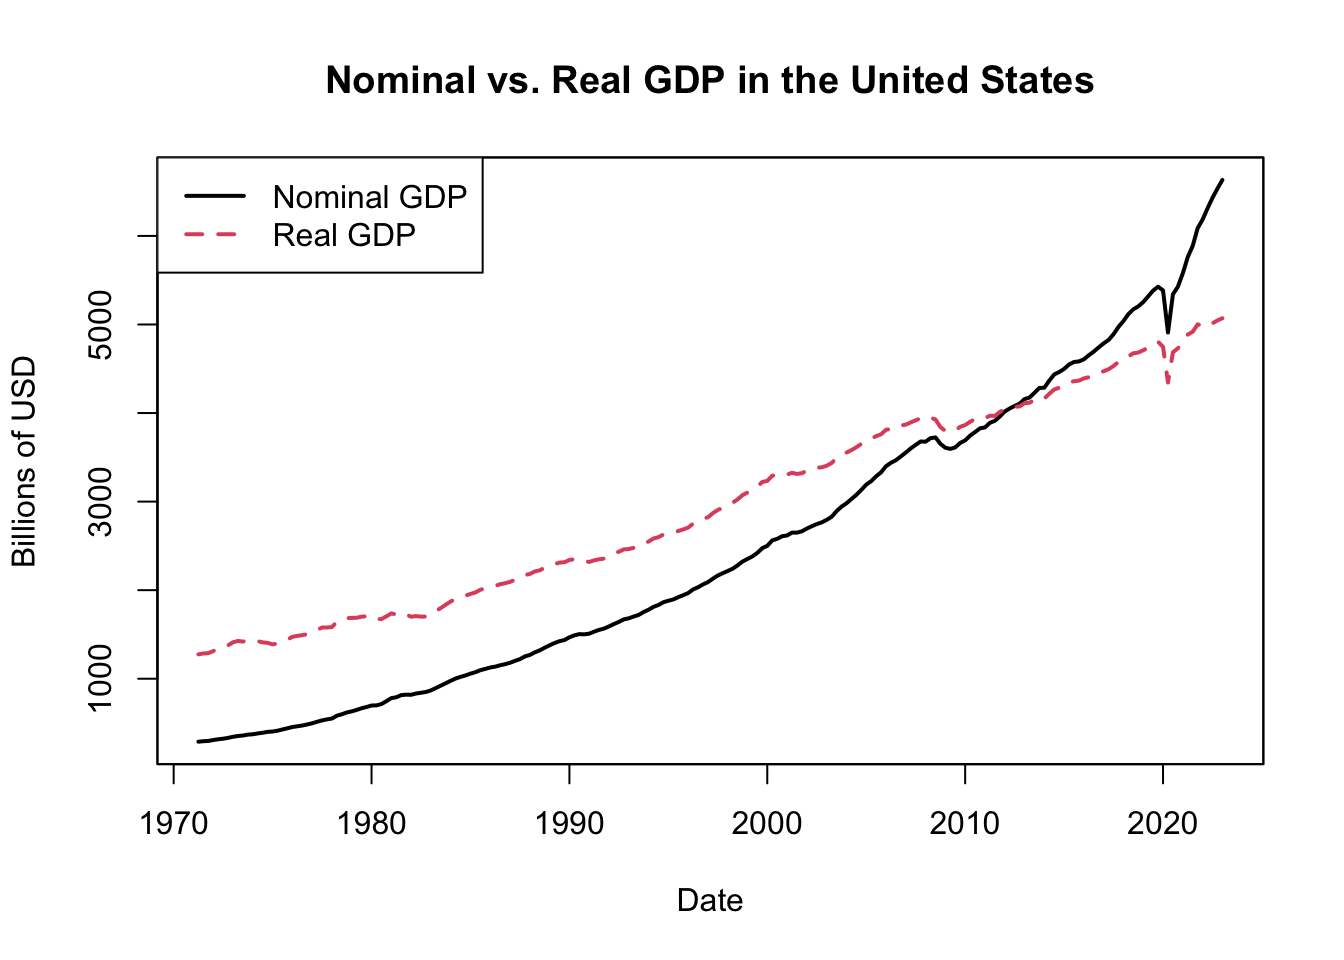 Nominal vs. Real GDP in the United States
Nominal GDP
Real GDP
Billions of USD
5000
3000
1000
1970 1980 1990 2000 2010 2020
Date